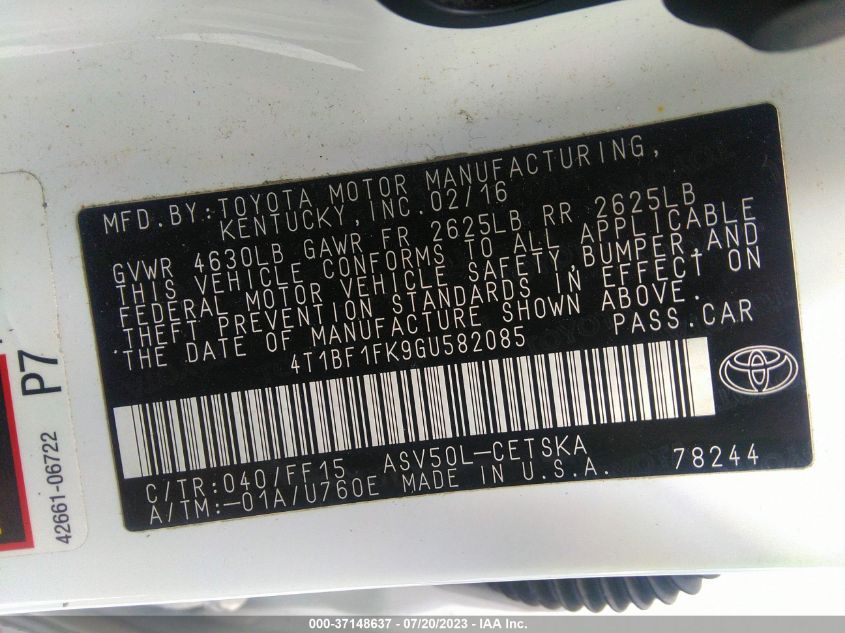 MFD.BY:TOYOTA MOTOR MANUFACTURING,
KENTUCKY,INC.02/16
GVWR 4630LB GAWR FR 2625LB RR 2625LB
THIS VEHICLE CONFORMS TO ALL APPLICABLE
FEDERAL MOTOR VEHICLE SAFETY,BUMPER,AND
THEFT PREVENTION STANDARDS IN EFFECT ON
THE DATE OF MANUFACTURE SHOWN ABOVE.
4T1BF1FK9GU582085 PASS.CAR
C/TR:040/FF15 ASV50L-CETSKA 78244
A/TM:-01A/U760E MADE IN U.S.A.
P7
42661-06722
000-37148637 - 07/20/2023 - IAA Inc.